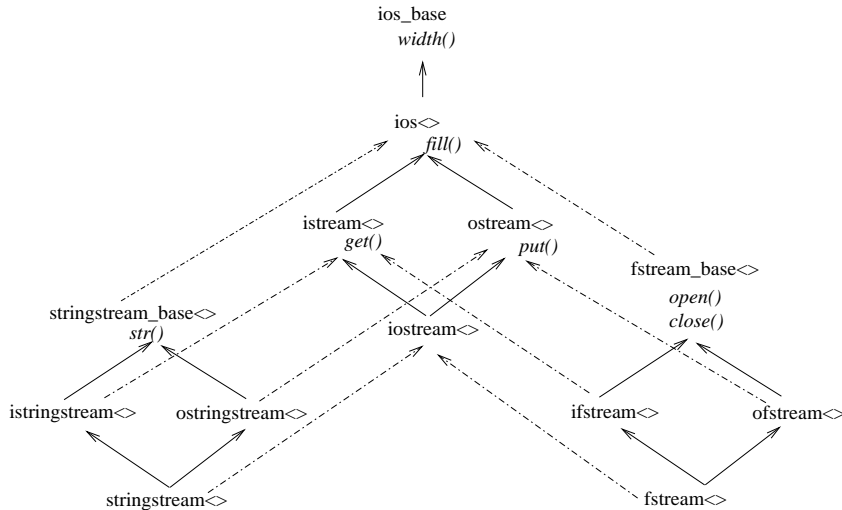 ios_base
width()
ios<>
fill()
istream<>
ostream<>
get()
put()
fstream_base<>
stringstream_base<>
open()
str()
close()
iostream<>
istringstream<>
ostringstream<>
ifstream<>
ofstream<>
stringstream<>
fstream<>